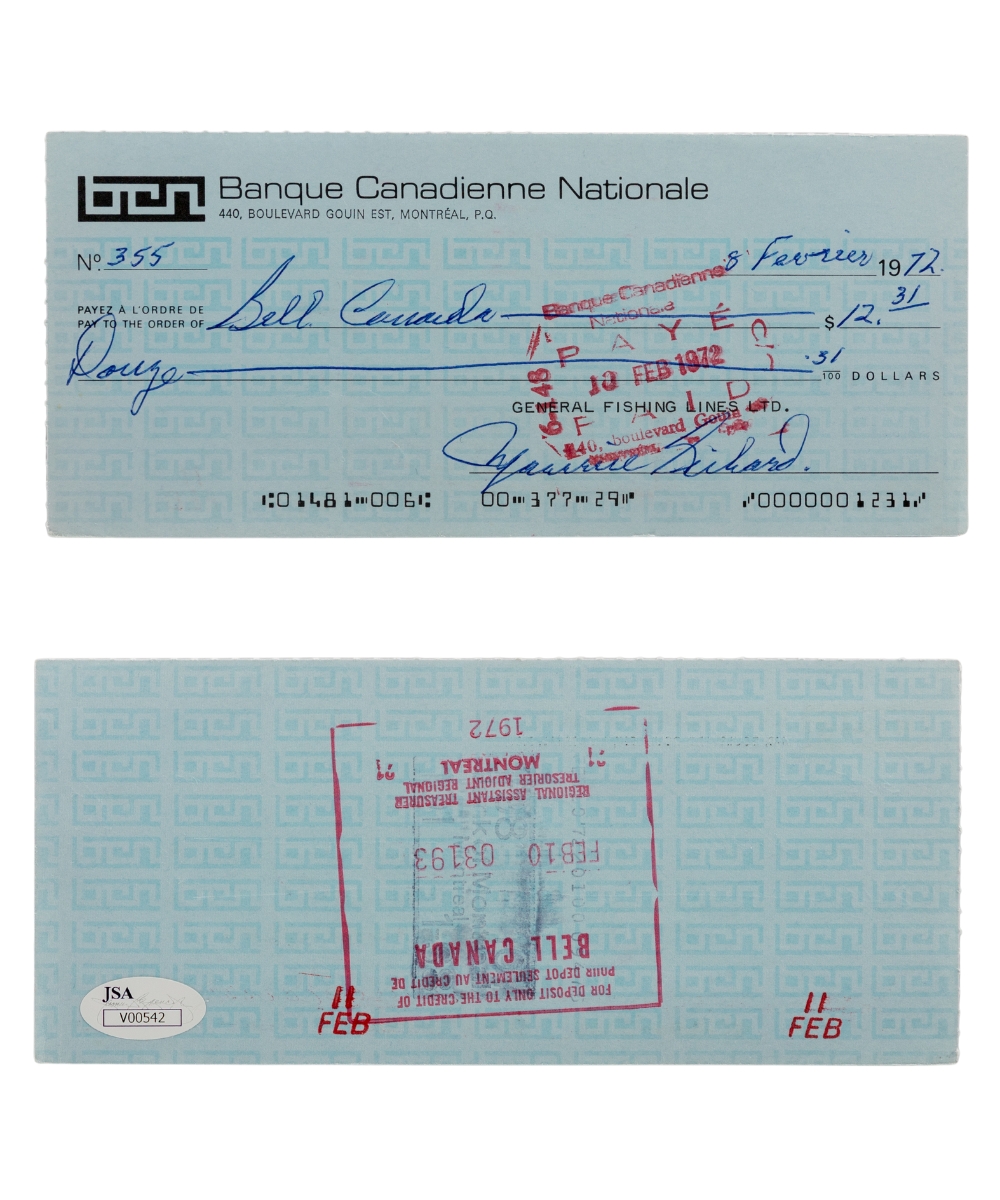 bcn Banque Canadienne Nationale
440, BOULEVARD GOUIN EST, MONTRÉAL, P.Q.
Nº. 355
8 Fevrier 1972.
PAYEZ À L'ORDRE DE
PAY TO THE ORDER OF Bell Canada $12.31
Douze .31/100 DOLLARS
Banque Canadienne
Nationale
PAYÉ
10 FEB 1972
PAID
440, boulevard Gouin
GENERAL FISHING LINES LTD.
Maurice Richard.
01481 006 00 377 29 0000001231
1972
MONTREAL
TRESORIER ADJOINT REGIONAL
REGIONAL ASSISTANT TREASURER
FEB10 03193
BELL CANADA
POUR DEPOT SEULEMENT AU CREDIT DE
FOR DEPOSIT ONLY TO THE CREDIT OF
JSA
V00542
11
FEB
11
FEB